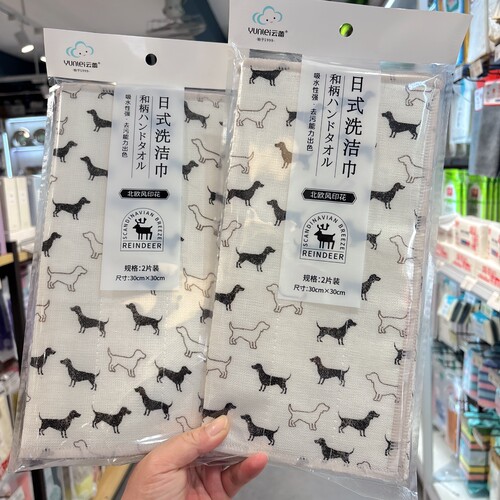 YUNlei云蕾®
日式洗洁巾
和柄ハンドタオル
吸水性强 去污能力出色
北欧风印花
SCANDINAVIAN BREEZE
REINDEER
规格:2片装
尺寸:30cm×30cm
YUNlei云蕾®
日式洗洁巾
和柄ハンドタオル
吸水性强 去污能力出色
北欧风印花
SCANDINAVIAN BREEZE
REINDEER
规格:2片装
尺寸:30cm×30cm